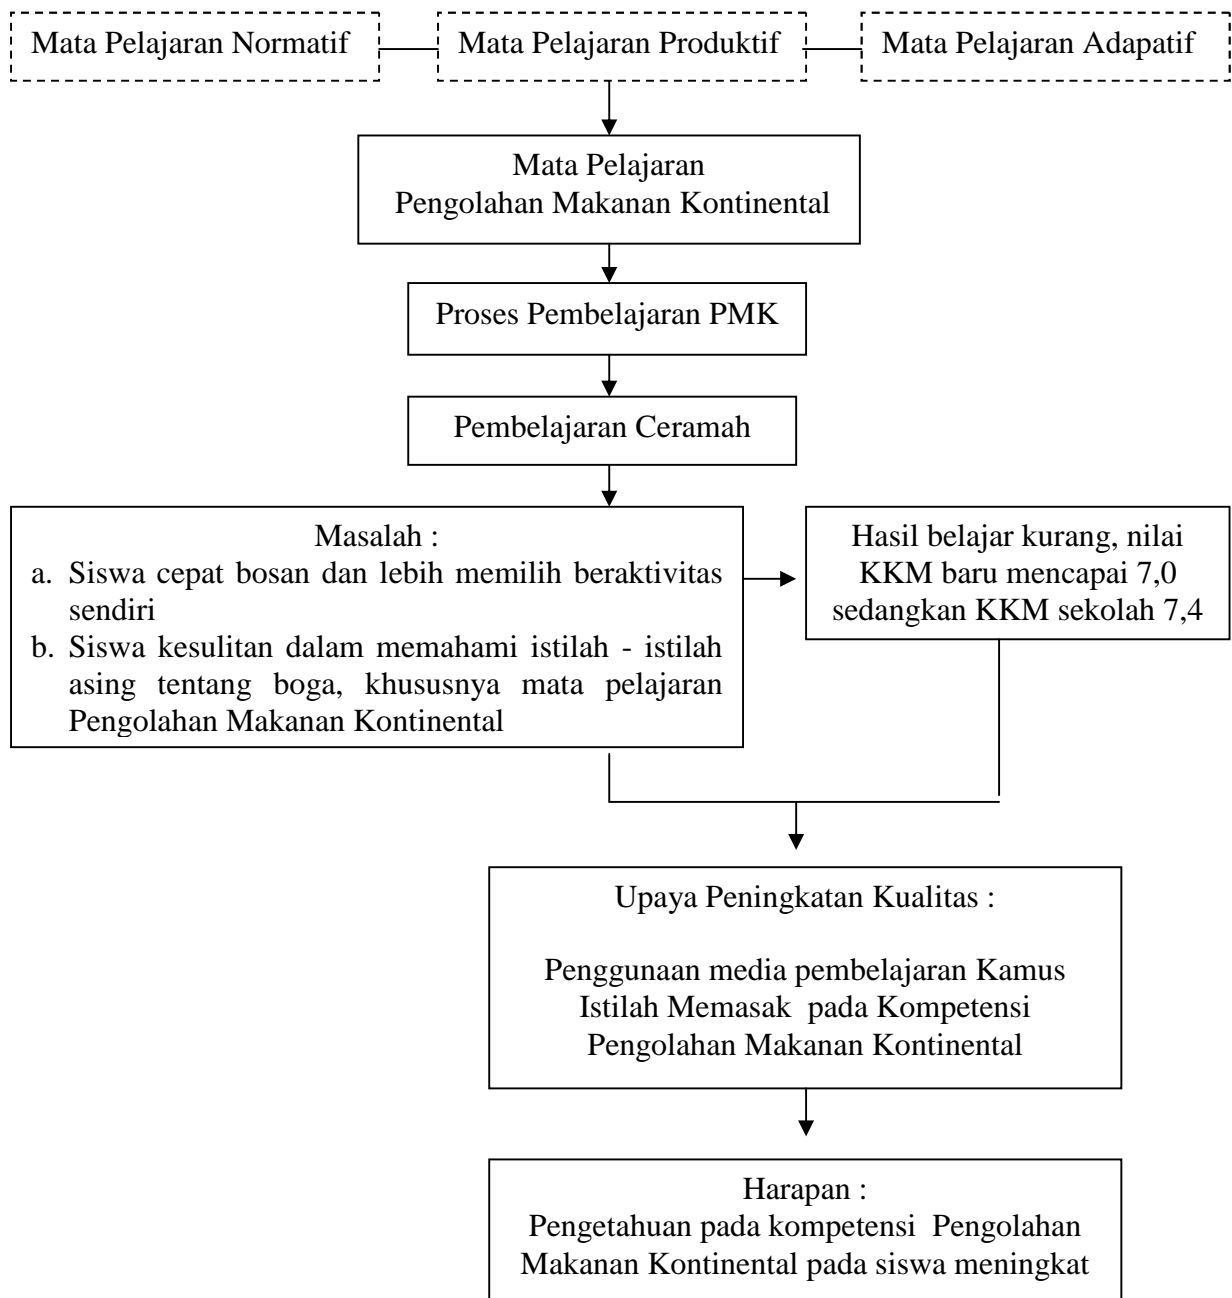 Mata Pelajaran Normatif
Mata Pelajaran Produktif
Mata Pelajaran Adapatif
Mata Pelajaran
Pengolahan Makanan Kontinental
Proses Pembelajaran PMK
Pembelajaran Ceramah
Masalah :
a. Siswa cepat bosan dan lebih memilih beraktivitas
sendiri
b. Siswa kesulitan dalam memahami istilah - istilah
asing tentang boga, khususnya mata pelajaran
Pengolahan Makanan Kontinental
Hasil belajar kurang, nilai
KKM baru mencapai 7,0
sedangkan KKM sekolah 7,4
Upaya Peningkatan Kualitas :
Penggunaan media pembelajaran Kamus
Istilah Memasak pada Kompetensi
Pengolahan Makanan Kontinental
Harapan :
Pengetahuan pada kompetensi Pengolahan
Makanan Kontinental pada siswa meningkat